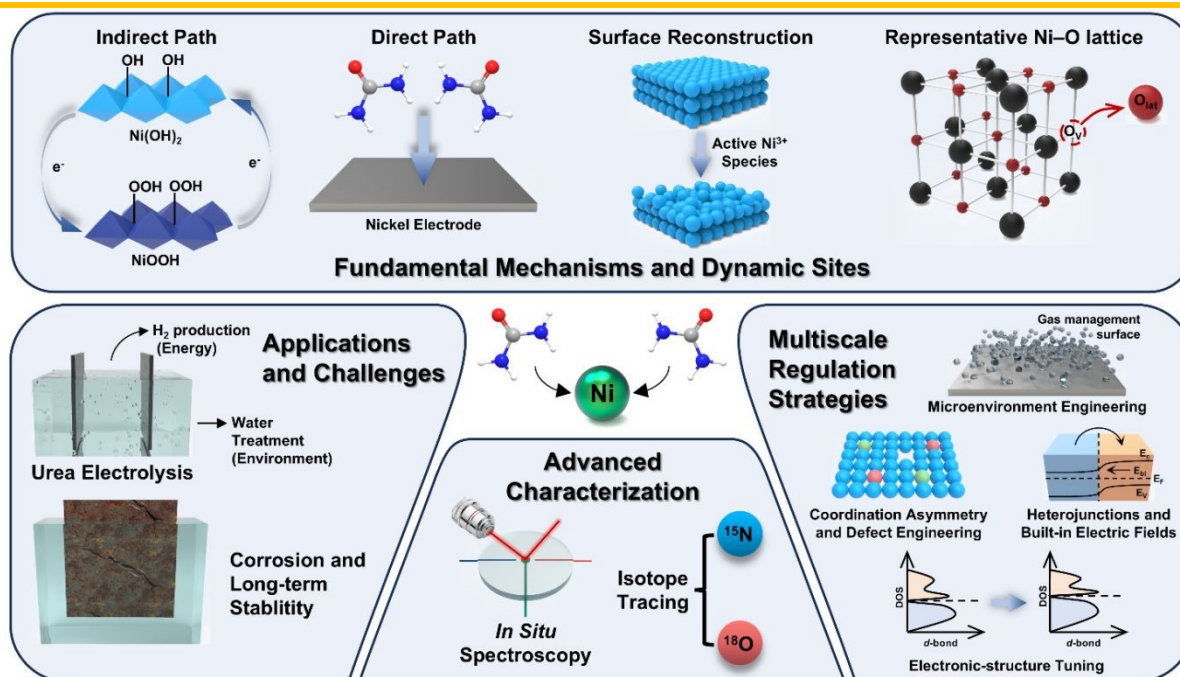 Indirect Path
OH OH
Ni(OH)2
e-
e-
OOH OOH
NiOOH
Direct Path
Nickel Electrode
Surface Reconstruction
Active Ni3+
Species
Representative Ni–O lattice
OV
Olat
Fundamental Mechanisms and Dynamic Sites
Applications
and Challenges
H2 production
(Energy)
Water
Treatment
(Environment)
Urea Electrolysis
Corrosion and
Long-term
Stablitity
Ni
Advanced
Characterization
In Situ
Spectroscopy
Isotope
Tracing
15N
18O
Multiscale
Regulation
Strategies
Gas management
surface
Microenvironment Engineering
Coordination Asymmetry
and Defect Engineering
Ebi
EF
EV
Heterojunctions and
Built-in Electric Fields
DOS
d-bond
DOS
d-bond
Electronic-structure Tuning